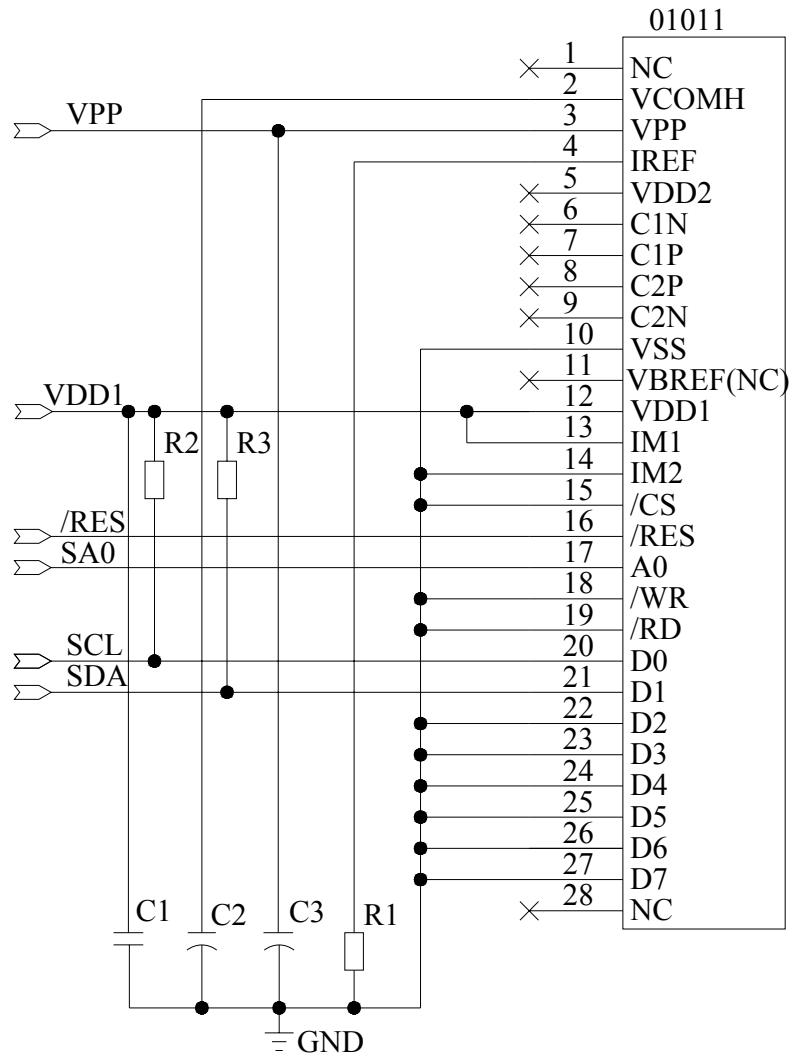 01011
1 NC
2 VCOMH
VPP 3 VPP
4 IREF
5 VDD2
6 C1N
7 C1P
8 C2P
9 C2N
10 VSS
11 VBREF(NC)
VDD1 12 VDD1
13 IM1
R2 R3
14 IM2
15 /CS
/RES 16 /RES
SA0 17 A0
18 /WR
19 /RD
SCL 20 D0
SDA 21 D1
22 D2
23 D3
24 D4
25 D5
26 D6
27 D7
28 NC
C1 C2 C3 R1
GND